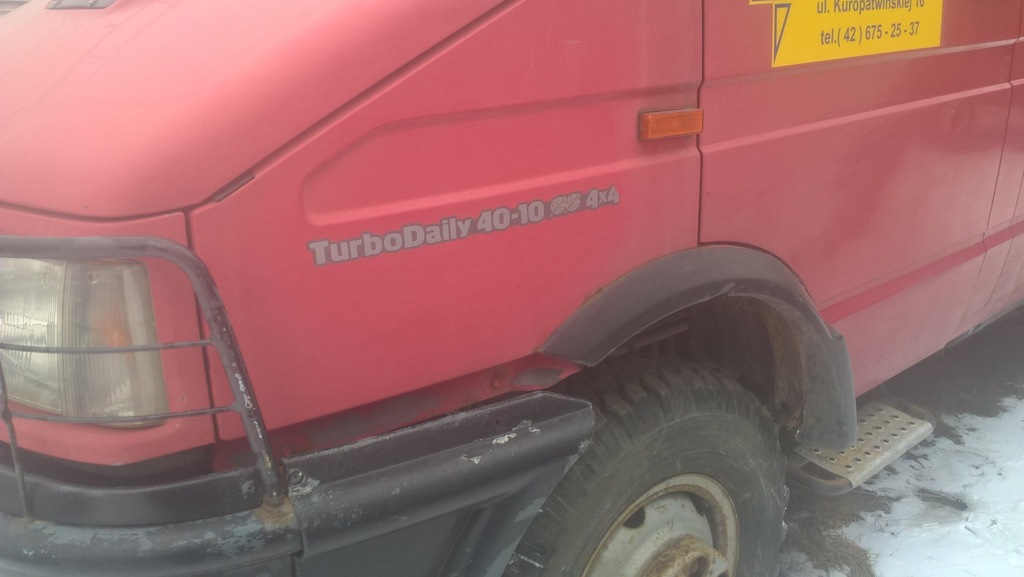 ul. Kuropatwińskiej 16
tel.( 42 ) 675 - 25 - 37
TurboDaily 40-10 4x4